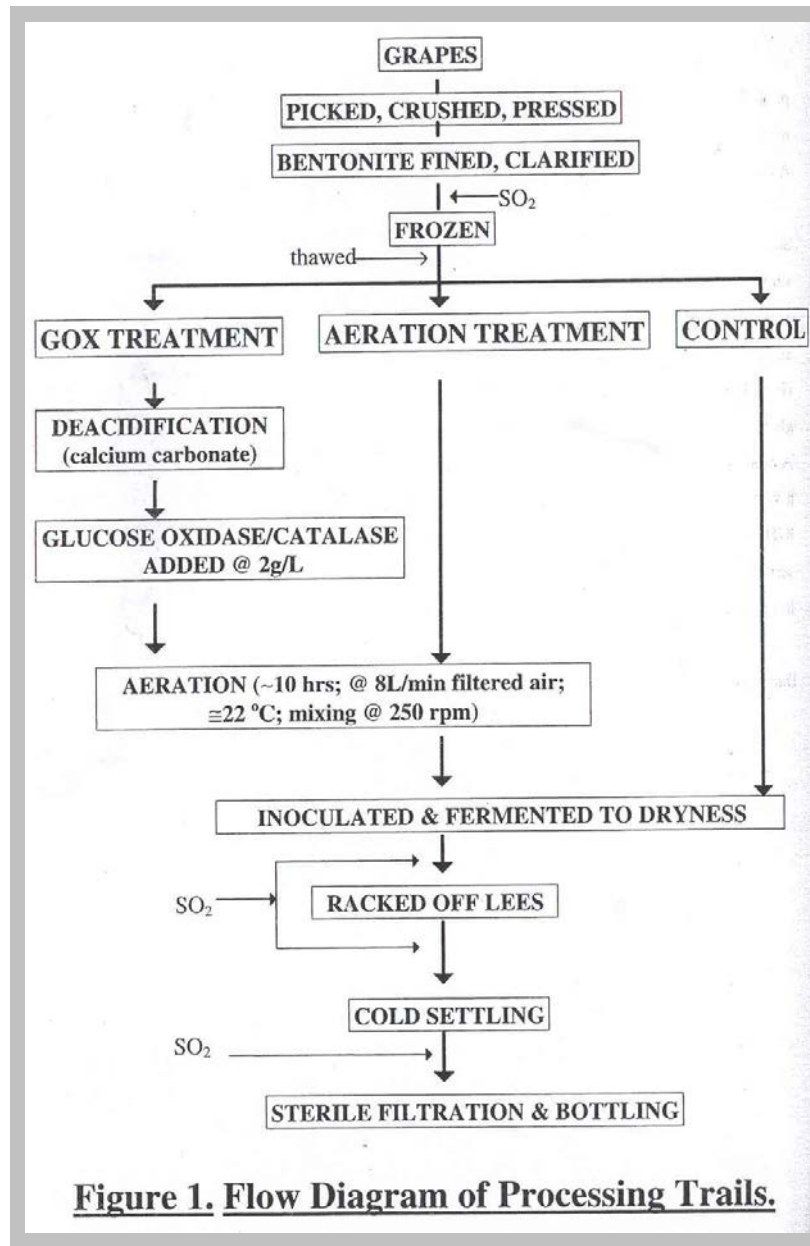 GRAPES
PICKED, CRUSHED, PRESSED
BENTONITE FINED, CLARIFIED
SO₂
FROZEN
thawed
GOX TREATMENT
AERATION TREATMENT
CONTROL
DEACIDIFICATION
(calcium carbonate)
GLUCOSE OXIDASE/CATALASE
ADDED @ 2g/L
AERATION (~10 hrs; @ 8L/min filtered air;
≅22 °C; mixing @ 250 rpm)
INOCULATED & FERMENTED TO DRYNESS
SO₂
RACKED OFF LEES
COLD SETTLING
SO₂
STERILE FILTRATION & BOTTLING
Figure 1. Flow Diagram of Processing Trails.